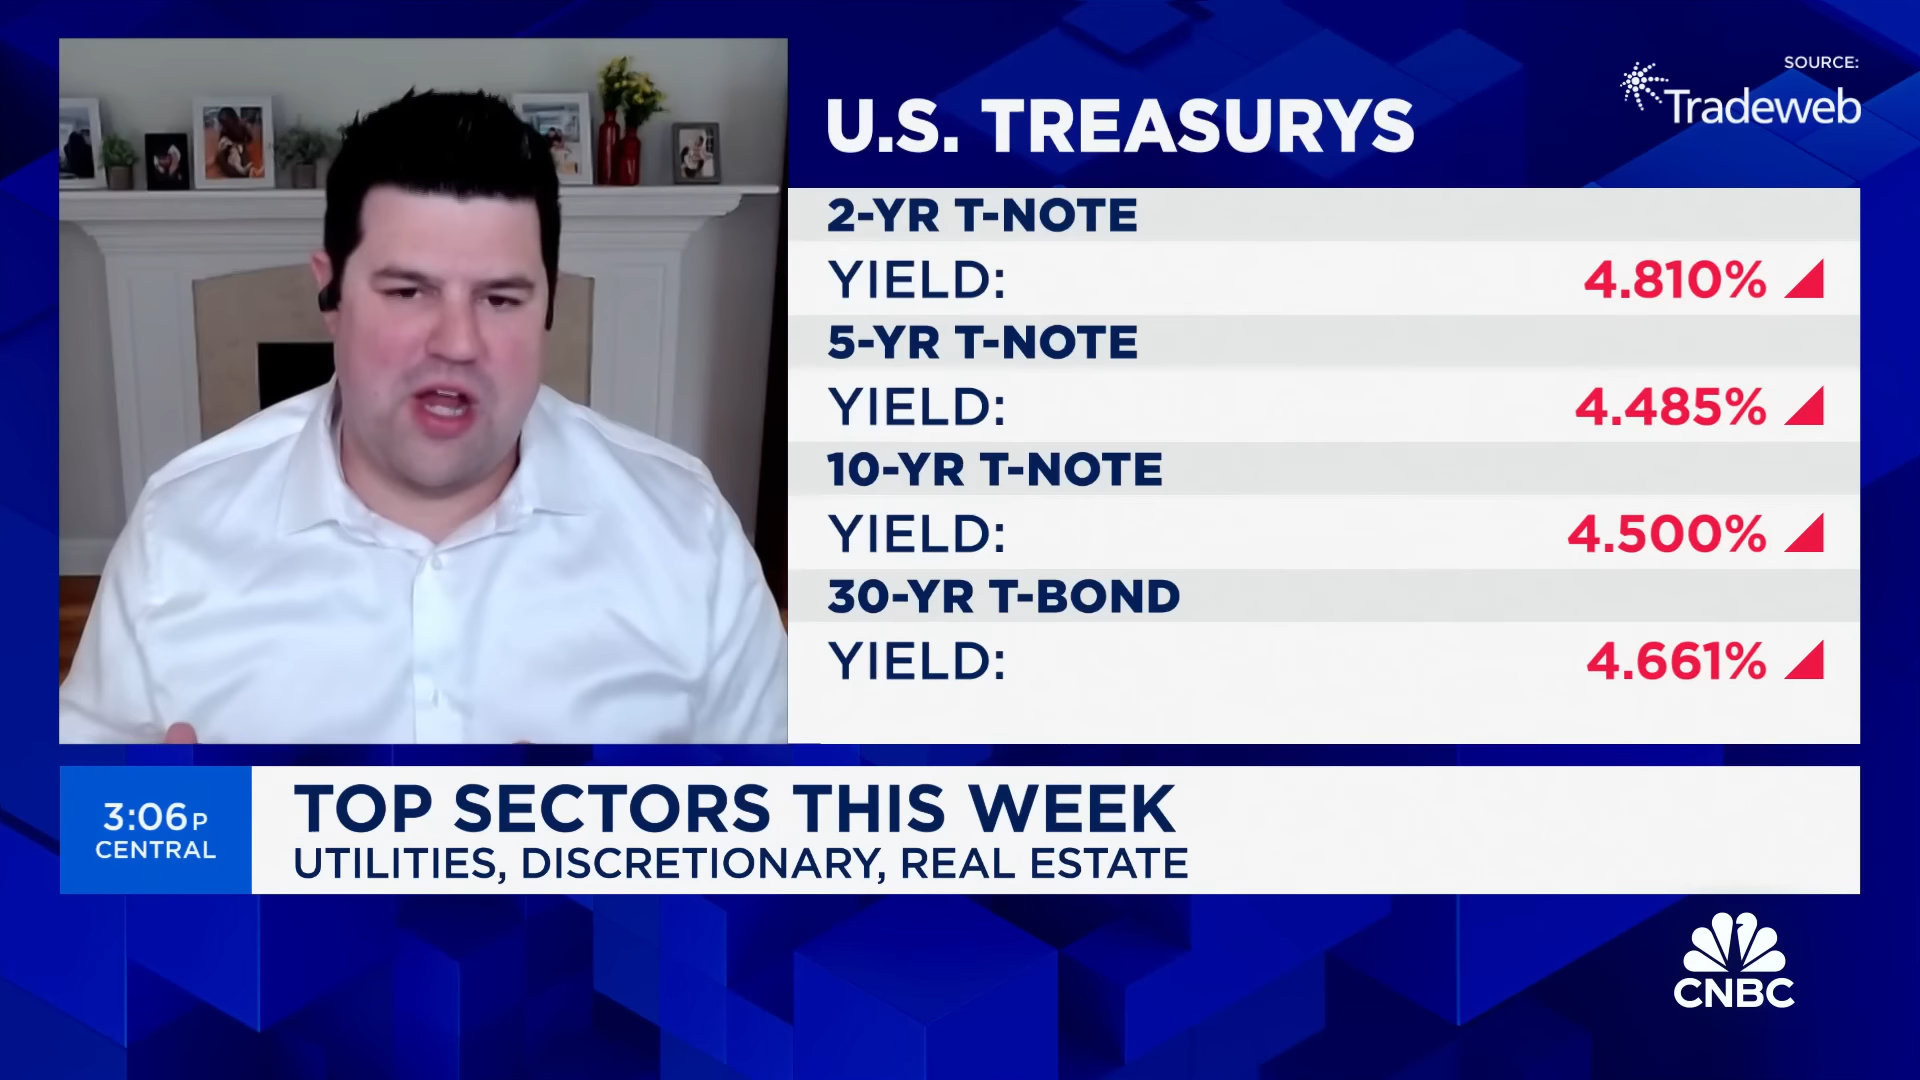 SOURCE:
Tradeweb
U.S. TREASURYS
2-YR T-NOTE
YIELD: 4.810%
5-YR T-NOTE
YIELD: 4.485%
10-YR T-NOTE
YIELD: 4.500%
30-YR T-BOND
YIELD: 4.661%
3:06P
CENTRAL
TOP SECTORS THIS WEEK
UTILITIES, DISCRETIONARY, REAL ESTATE
CNBC